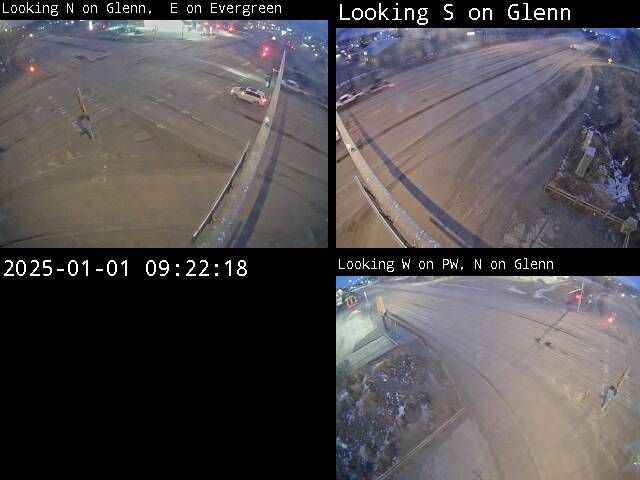 Looking N on Glenn,  E on Evergreen
Looking S on Glenn
2025-01-01 09:22:18
Looking W on PW, N on Glenn